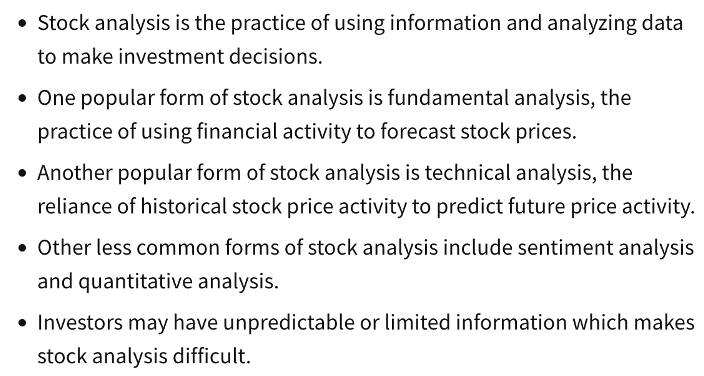 • Stock analysis is the practice of using information and analyzing data
to make investment decisions.
• One popular form of stock analysis is fundamental analysis, the
practice of using financial activity to forecast stock prices.
• Another popular form of stock analysis is technical analysis, the
reliance of historical stock price activity to predict future price activity.
• Other less common forms of stock analysis include sentiment analysis
and quantitative analysis.
• Investors may have unpredictable or limited information which makes
stock analysis difficult.